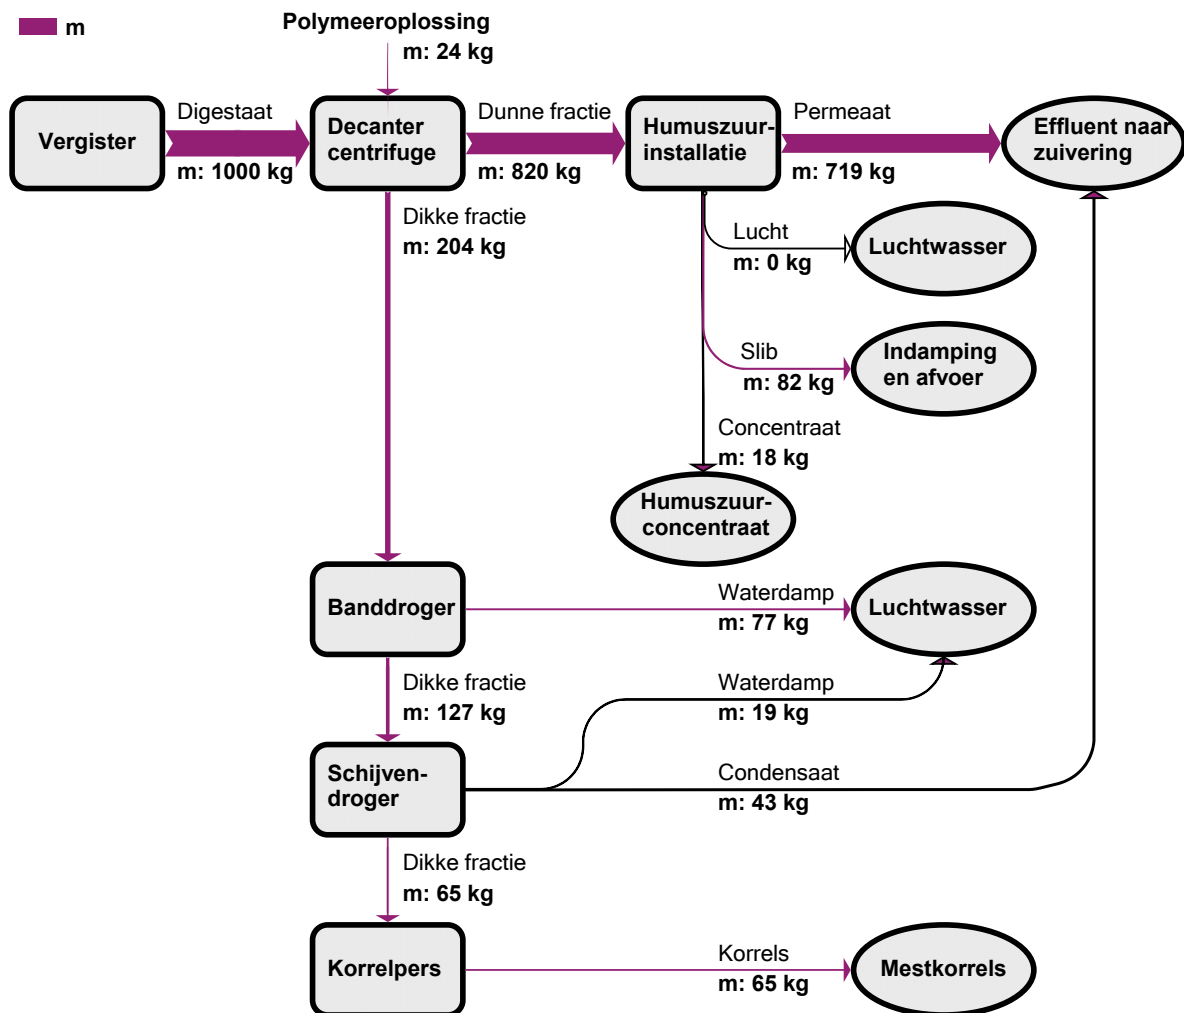 m
Polymeeroplossing
m: 24 kg
Vergister
Digestaat
m: 1000 kg
Decanter
centrifuge
Dunne fractie
m: 820 kg
Humuszuur-
installatie
Permeaat
m: 719 kg
Effluent naar
zuivering
Dikke fractie
m: 204 kg
Lucht
m: 0 kg
Luchtwasser
Slib
m: 82 kg
Indamping
en afvoer
Concentraat
m: 18 kg
Humuszuur-
concentraat
Banddroger
Waterdamp
m: 77 kg
Luchtwasser
Dikke fractie
m: 127 kg
Waterdamp
m: 19 kg
Schijven-
droger
Condensaat
m: 43 kg
Dikke fractie
m: 65 kg
Korrelpers
Korrels
m: 65 kg
Mestkorrels